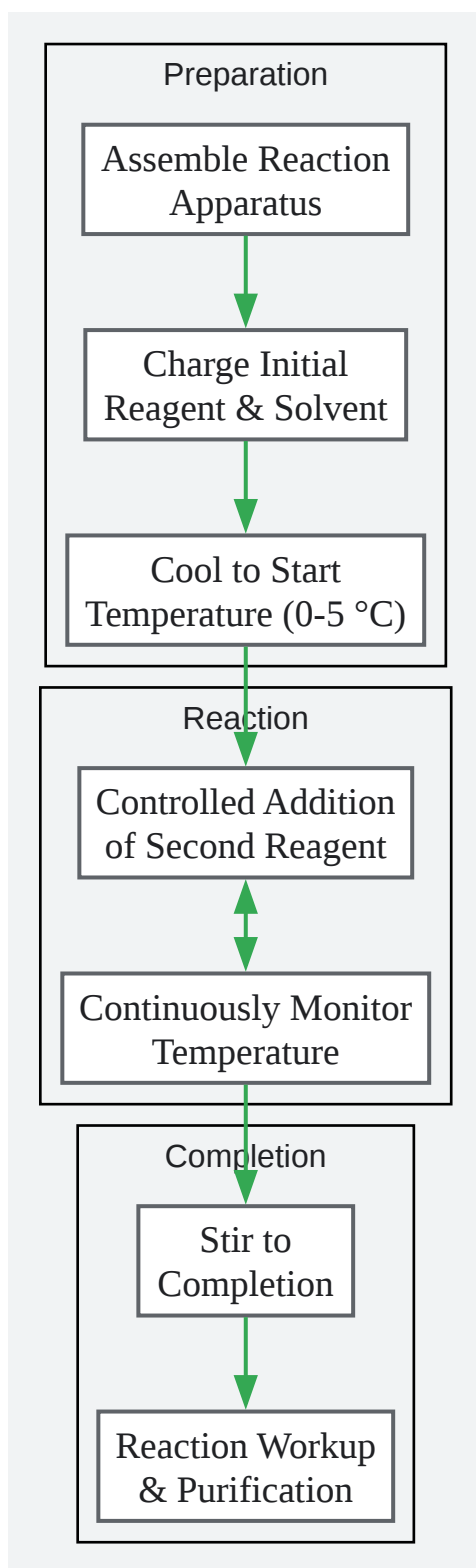 Preparation
Assemble Reaction
Apparatus
Charge Initial
Reagent & Solvent
Cool to Start
Temperature (0-5 °C)
Reaction
Controlled Addition
of Second Reagent
Continuously Monitor
Temperature
Completion
Stir to
Completion
Reaction Workup
& Purification